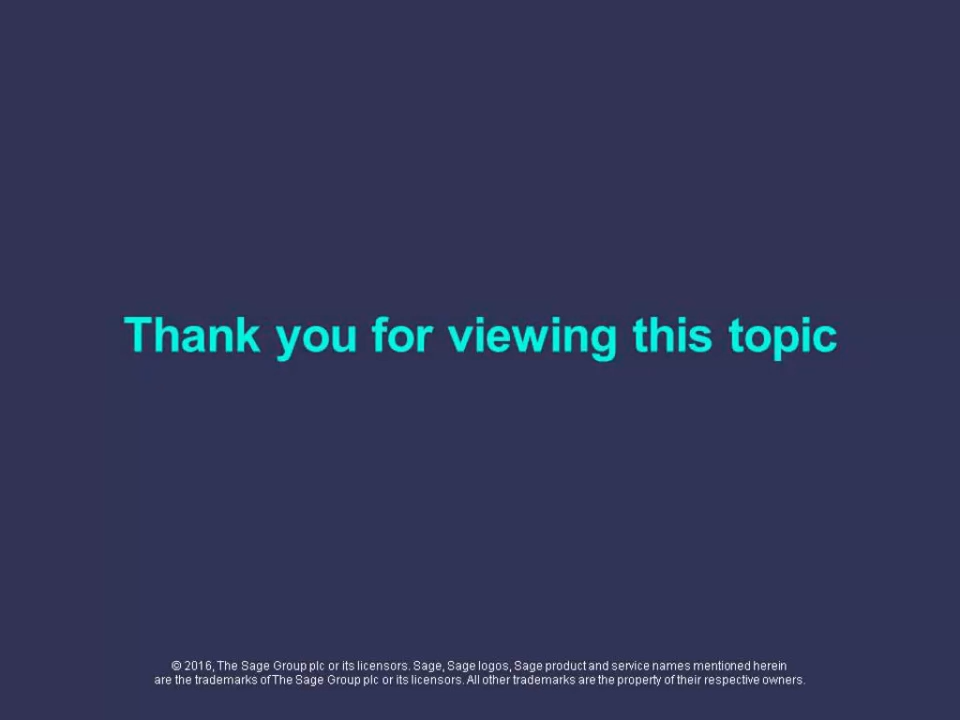 Thank you for viewing this topic
© 2016, The Sage Group plc or its licensors. Sage, Sage logos, Sage product and service names mentioned herein
are the trademarks of The Sage Group plc or its licensors. All other trademarks are the property of their respective owners.